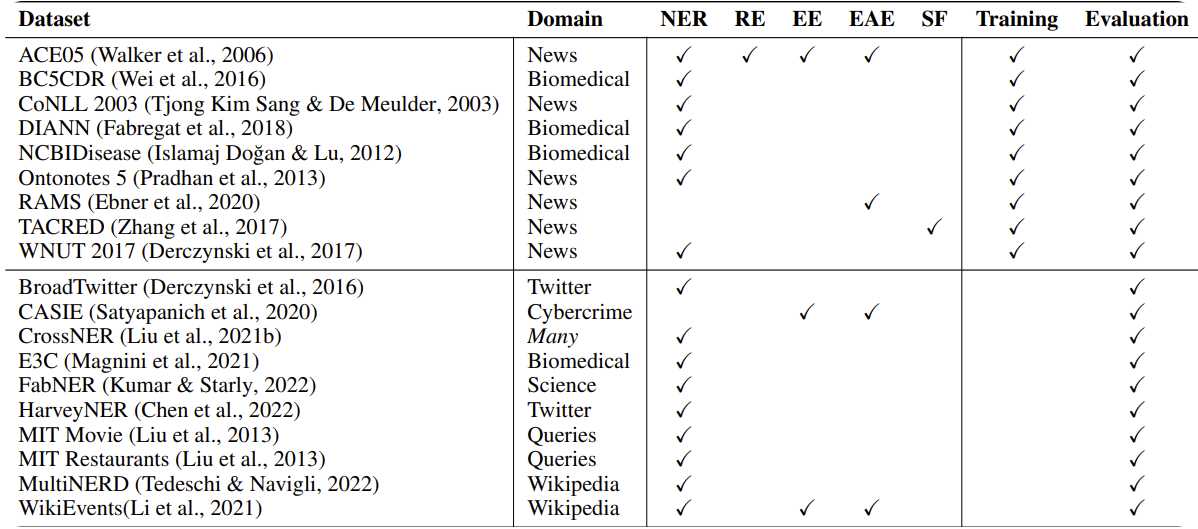 Dataset Domain NER RE EE EAE SF Training Evaluation
ACE05 (Walker et al., 2006) News ✓ ✓ ✓ ✓ ✓ ✓
BC5CDR (Wei et al., 2016) Biomedical ✓ ✓ ✓
CoNLL 2003 (Tjong Kim Sang & De Meulder, 2003) News ✓ ✓ ✓
DIANN (Fabregat et al., 2018) Biomedical ✓ ✓ ✓
NCBIDisease (Islamaj Doğan & Lu, 2012) Biomedical ✓ ✓ ✓
Ontonotes 5 (Pradhan et al., 2013) News ✓ ✓ ✓
RAMS (Ebner et al., 2020) News ✓ ✓ ✓
TACRED (Zhang et al., 2017) News ✓ ✓ ✓
WNUT 2017 (Derczynski et al., 2017) News ✓ ✓ ✓
BroadTwitter (Derczynski et al., 2016) Twitter ✓ ✓
CASIE (Satyapanich et al., 2020) Cybercrime ✓ ✓ ✓
CrossNER (Liu et al., 2021b) Many ✓ ✓
E3C (Magnini et al., 2021) Biomedical ✓ ✓
FabNER (Kumar & Starly, 2022) Science ✓ ✓
HarveyNER (Chen et al., 2022) Twitter ✓ ✓
MIT Movie (Liu et al., 2013) Queries ✓ ✓
MIT Restaurants (Liu et al., 2013) Queries ✓ ✓
MultiNERD (Tedeschi & Navigli, 2022) Wikipedia ✓ ✓
WikiEvents(Li et al., 2021) Wikipedia ✓ ✓ ✓ ✓